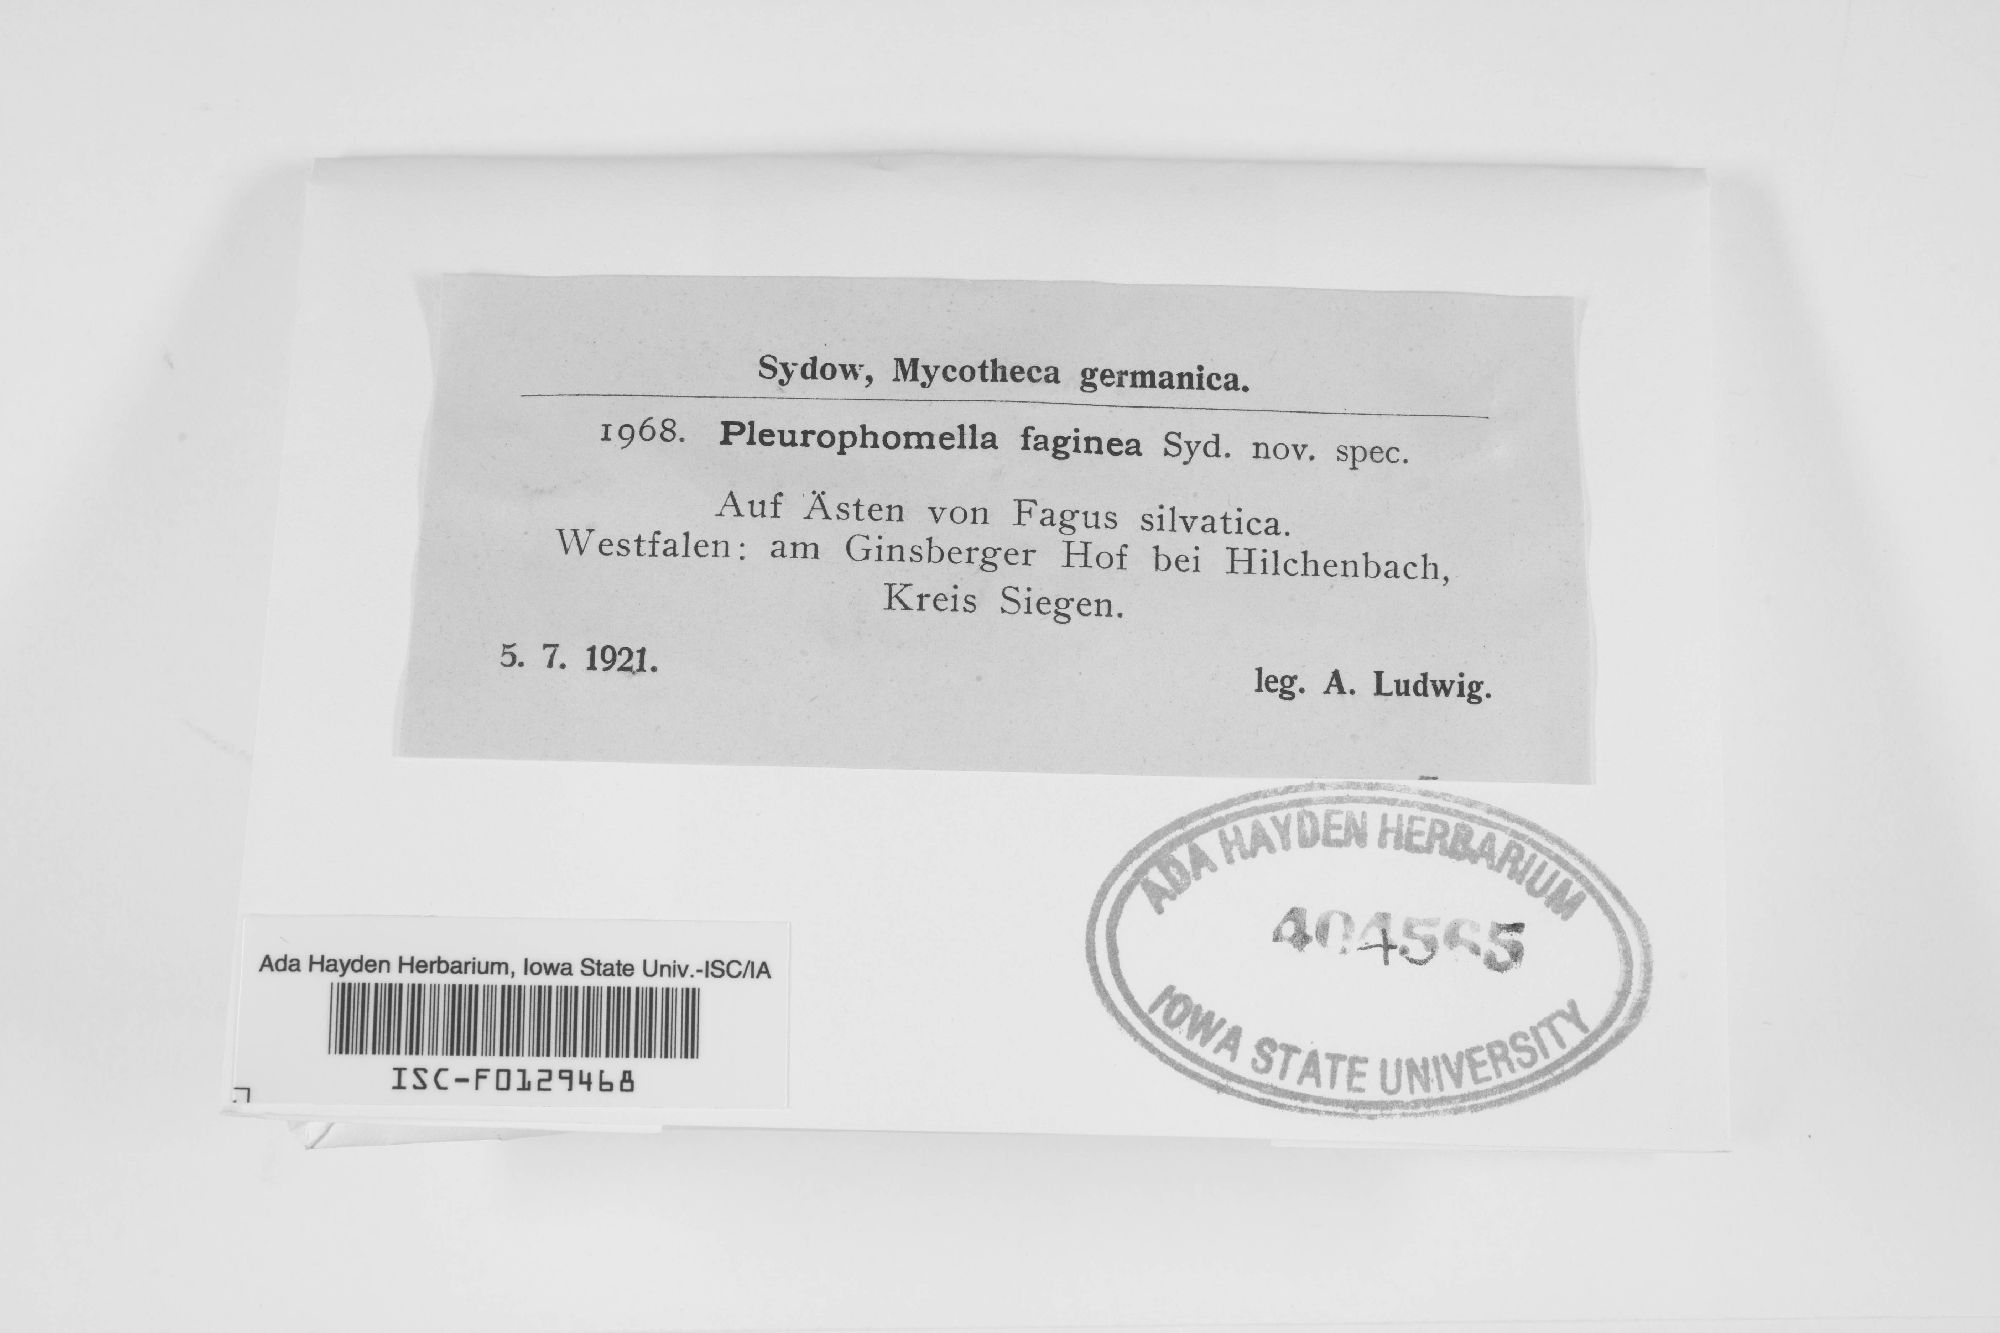 Sydow, Mycotheca germanica.
1968. Pleurophomella faginea Syd. nov. spec.
Auf Ästen von Fagus silvatica.
Westfalen: am Ginsberger Hof bei Hilchenbach,
Kreis Siegen.
5. 7. 1921.
leg. A. Ludwig.
ADA HAYDEN HERBARIUM
IOWA STATE UNIVERSITY
Ada Hayden Herbarium, Iowa State Univ.-ISC/IA
ISC-F0129468